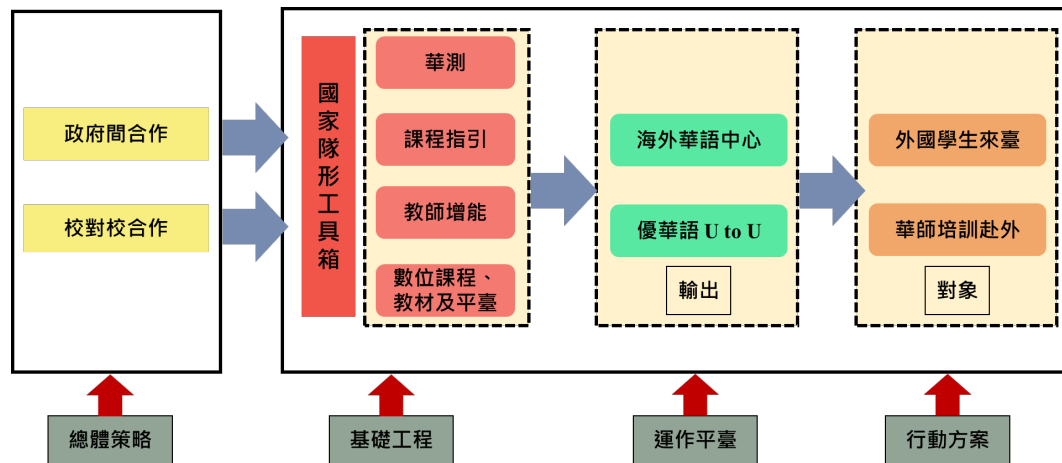 政府間合作
校對校合作
國家隊形工具箱
華測
課程指引
教師增能
數位課程、
教材及平臺
海外華語中心
優華語 U to U
輸出
外國學生來臺
華師培訓赴外
對象
總體策略
基礎工程
運作平臺
行動方案